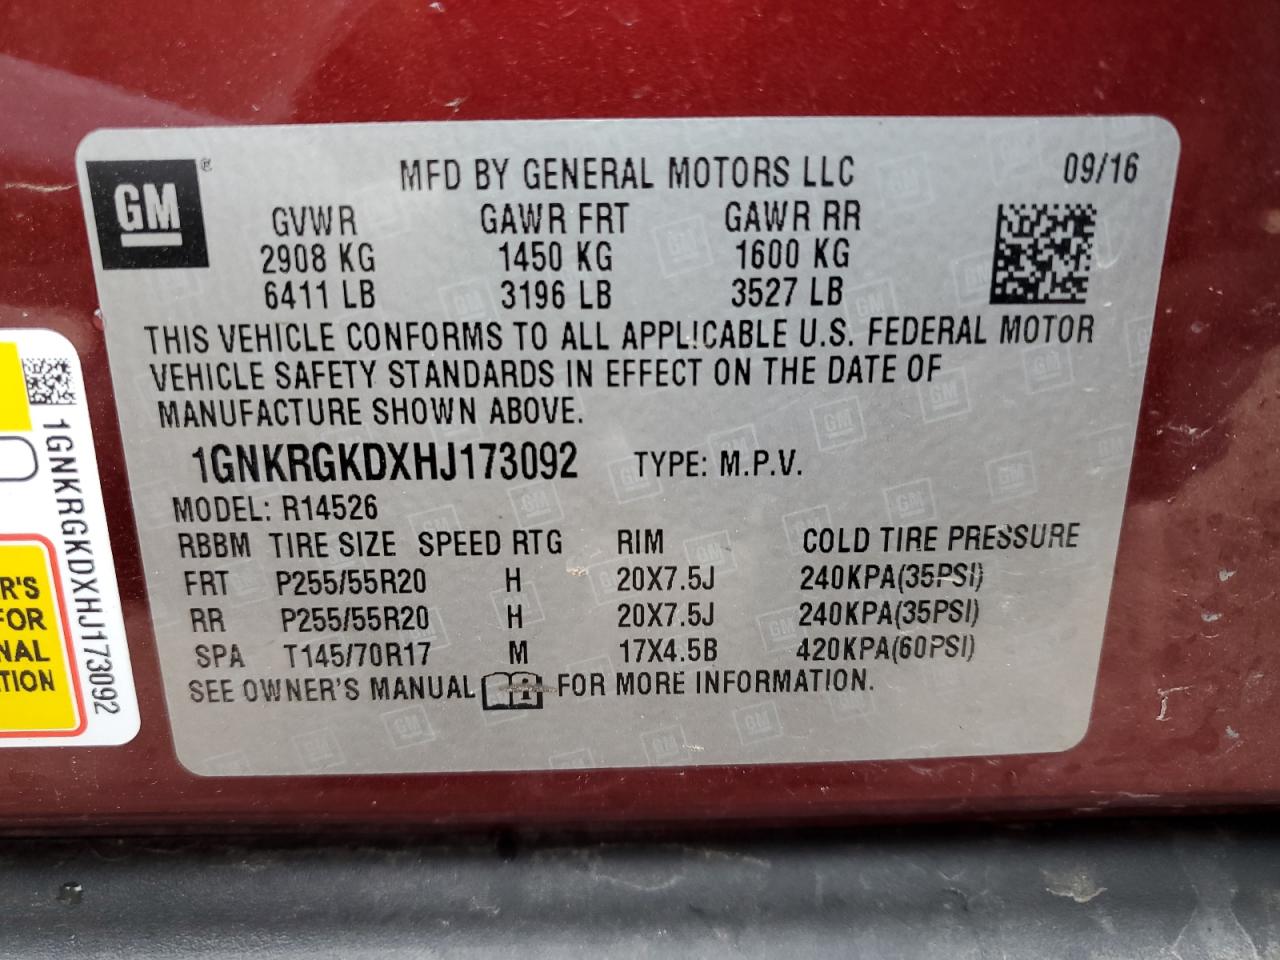 GM®
MFD BY GENERAL MOTORS LLC 09/16
GVWR GAWR FRT GAWR RR
2908 KG 1450 KG 1600 KG
6411 LB 3196 LB 3527 LB
THIS VEHICLE CONFORMS TO ALL APPLICABLE U.S. FEDERAL MOTOR
VEHICLE SAFETY STANDARDS IN EFFECT ON THE DATE OF
MANUFACTURE SHOWN ABOVE.
1GNKRGKDXHJ173092 TYPE: M.P.V.
MODEL: R14526
RBBM TIRE SIZE SPEED RTG RIM COLD TIRE PRESSURE
FRT P255/55R20 H 20X7.5J 240KPA(35PSI)
RR P255/55R20 H 20X7.5J 240KPA(35PSI)
SPA T145/70R17 M 17X4.5B 420KPA(60PSI)
SEE OWNER'S MANUAL FOR MORE INFORMATION.
1GNKRGKDXHJ173092
R'S
FOR
NAL
TION